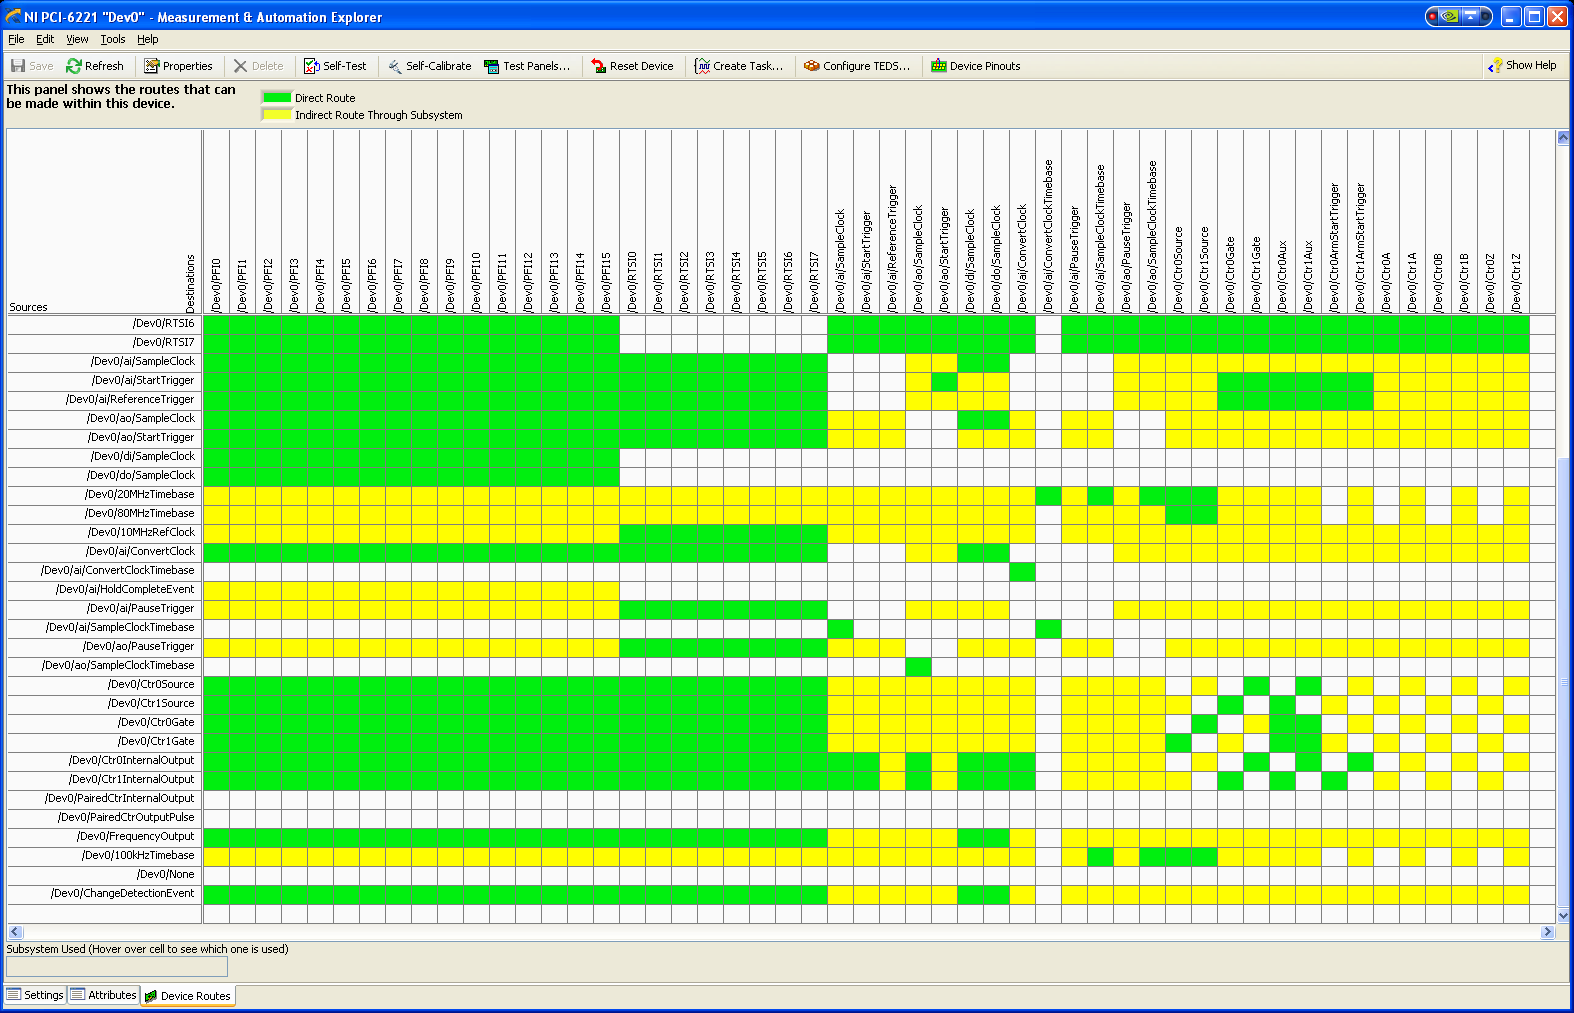 NI PCI-6221 "Dev0" - Measurement & Automation Explorer
File Edit View Tools Help
Save Refresh Properties Delete Self-Test Self-Calibrate Test Panels... Reset Device Create Task... Configure TEDS... Device Pinouts Show Help
This panel shows the routes that can
be made within this device.
Direct Route
Indirect Route Through Subsystem
Sources
Destinations
/Dev0/PFI0
/Dev0/PFI1
/Dev0/PFI2
/Dev0/PFI3
/Dev0/PFI4
/Dev0/PFI5
/Dev0/PFI6
/Dev0/PFI7
/Dev0/PFI8
/Dev0/PFI9
/Dev0/PFI10
/Dev0/PFI11
/Dev0/PFI12
/Dev0/PFI13
/Dev0/PFI14
/Dev0/PFI15
/Dev0/RTSI0
/Dev0/RTSI1
/Dev0/RTSI2
/Dev0/RTSI3
/Dev0/RTSI4
/Dev0/RTSI5
/Dev0/RTSI6
/Dev0/RTSI7
/Dev0/ai/SampleClock
/Dev0/ai/StartTrigger
/Dev0/ai/ReferenceTrigger
/Dev0/ao/SampleClock
/Dev0/ao/StartTrigger
/Dev0/di/SampleClock
/Dev0/do/SampleClock
/Dev0/ai/ConvertClock
/Dev0/ai/ConvertClockTimebase
/Dev0/ai/PauseTrigger
/Dev0/ai/SampleClockTimebase
/Dev0/ao/PauseTrigger
/Dev0/ao/SampleClockTimebase
/Dev0/Ctr0Source
/Dev0/Ctr1Source
/Dev0/Ctr0Gate
/Dev0/Ctr1Gate
/Dev0/Ctr0Aux
/Dev0/Ctr1Aux
/Dev0/Ctr0ArmStartTrigger
/Dev0/Ctr1ArmStartTrigger
/Dev0/Ctr0A
/Dev0/Ctr1A
/Dev0/Ctr0B
/Dev0/Ctr1B
/Dev0/Ctr0Z
/Dev0/Ctr1Z
/Dev0/RTSI6
/Dev0/RTSI7
/Dev0/ai/SampleClock
/Dev0/ai/StartTrigger
/Dev0/ai/ReferenceTrigger
/Dev0/ao/SampleClock
/Dev0/ao/StartTrigger
/Dev0/di/SampleClock
/Dev0/do/SampleClock
/Dev0/20MHzTimebase
/Dev0/80MHzTimebase
/Dev0/10MHzRefClock
/Dev0/ai/ConvertClock
/Dev0/ai/ConvertClockTimebase
/Dev0/ai/HoldCompleteEvent
/Dev0/ai/PauseTrigger
/Dev0/ai/SampleClockTimebase
/Dev0/ao/PauseTrigger
/Dev0/ao/SampleClockTimebase
/Dev0/Ctr0Source
/Dev0/Ctr1Source
/Dev0/Ctr0Gate
/Dev0/Ctr1Gate
/Dev0/Ctr0InternalOutput
/Dev0/Ctr1InternalOutput
/Dev0/PairedCtrInternalOutput
/Dev0/PairedCtrOutputPulse
/Dev0/FrequencyOutput
/Dev0/100kHzTimebase
/Dev0/None
/Dev0/ChangeDetectionEvent
Subsystem Used (Hover over cell to see which one is used)
Settings Attributes Device Routes